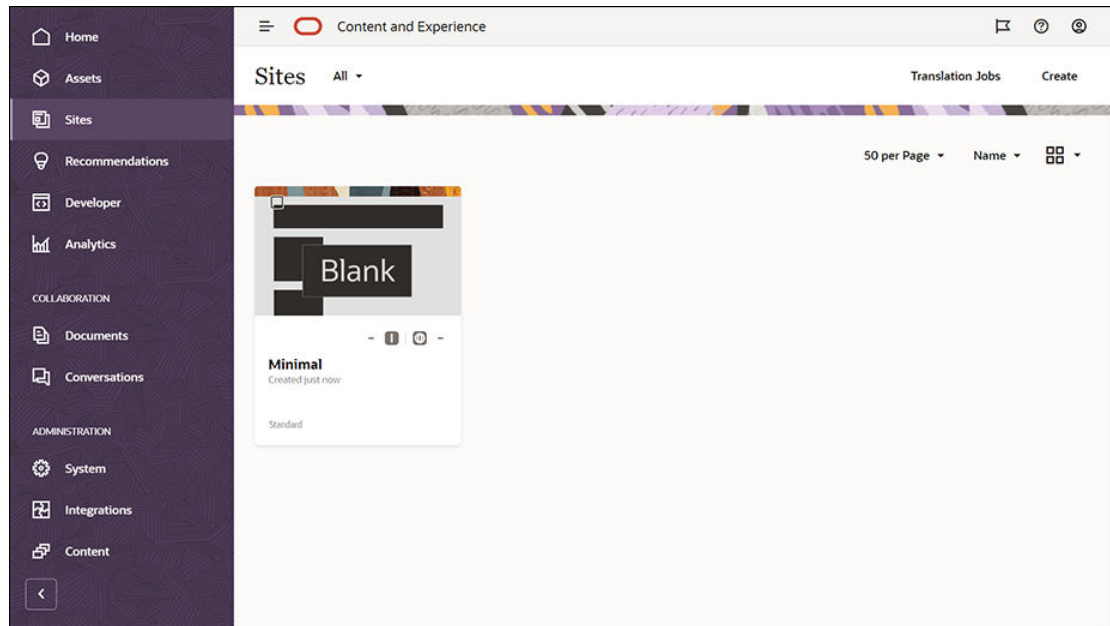 Home
Assets
Sites
Recommendations
Developer
Analytics
COLLABORATION
Documents
Conversations
ADMINISTRATION
System
Integrations
Content
Content and Experience
Sites All
Translation Jobs Create
50 per Page Name
Blank
Minimal
Created just now
Standard